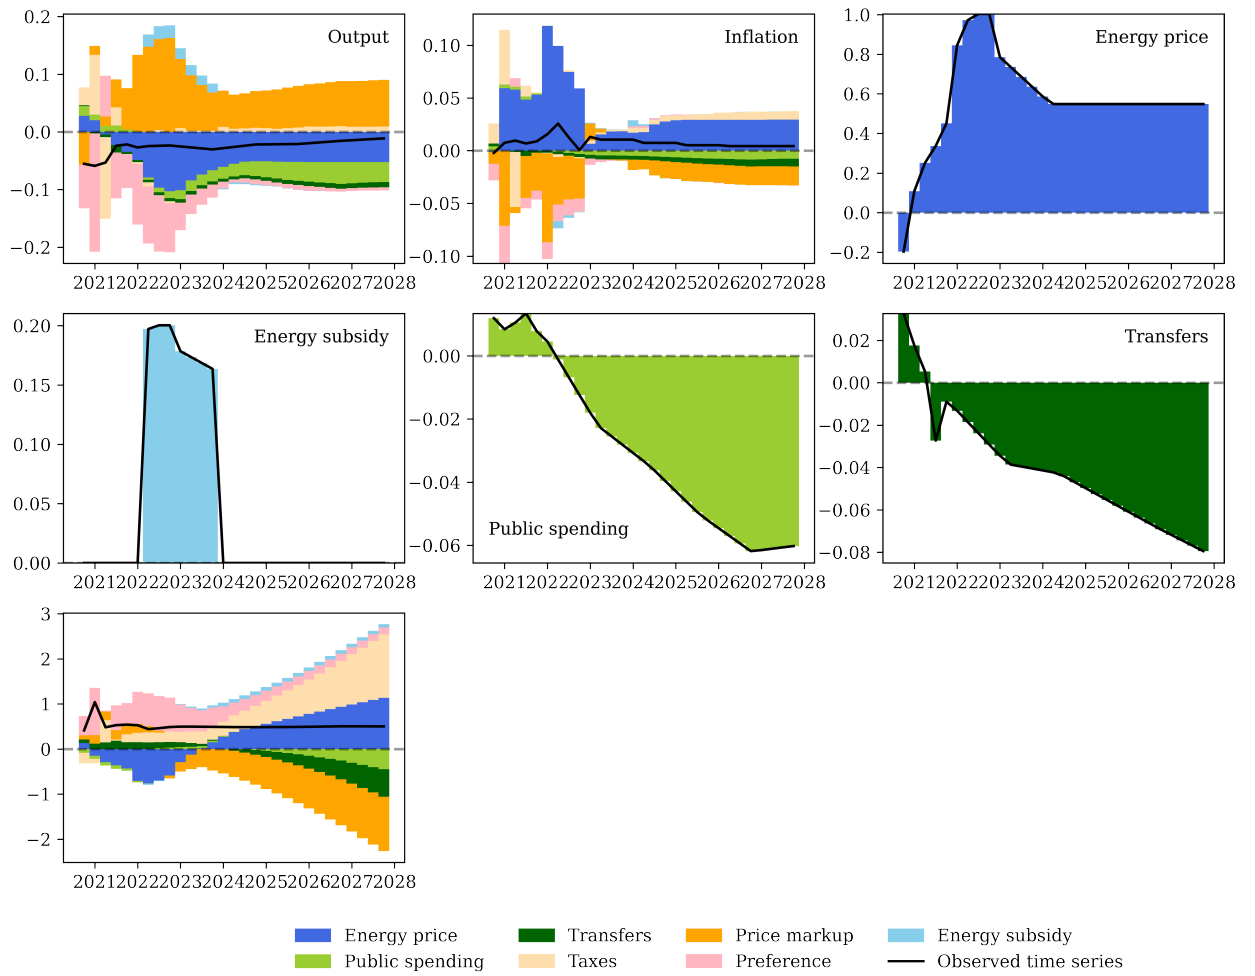 Output
0.2
0.1
0.0
−0.1
−0.2
2021 2022 2023 2024 2025 2026 2027 2028
Inflation
0.10
0.05
0.00
−0.05
−0.10
2021 2022 2023 2024 2025 2026 2027 2028
Energy price
1.0
0.8
0.6
0.4
0.2
0.0
−0.2
2021 2022 2023 2024 2025 2026 2027 2028
Energy subsidy
0.20
0.15
0.10
0.05
0.00
2021 2022 2023 2024 2025 2026 2027 2028
0.00
−0.02
−0.04
−0.06
Public spending
2021 2022 2023 2024 2025 2026 2027 2028
Transfers
0.02
0.00
−0.02
−0.04
−0.06
−0.08
2021 2022 2023 2024 2025 2026 2027 2028
3
2
1
0
−1
−2
2021 2022 2023 2024 2025 2026 2027 2028
Energy price Transfers Price markup Energy subsidy
Public spending Taxes Preference Observed time series